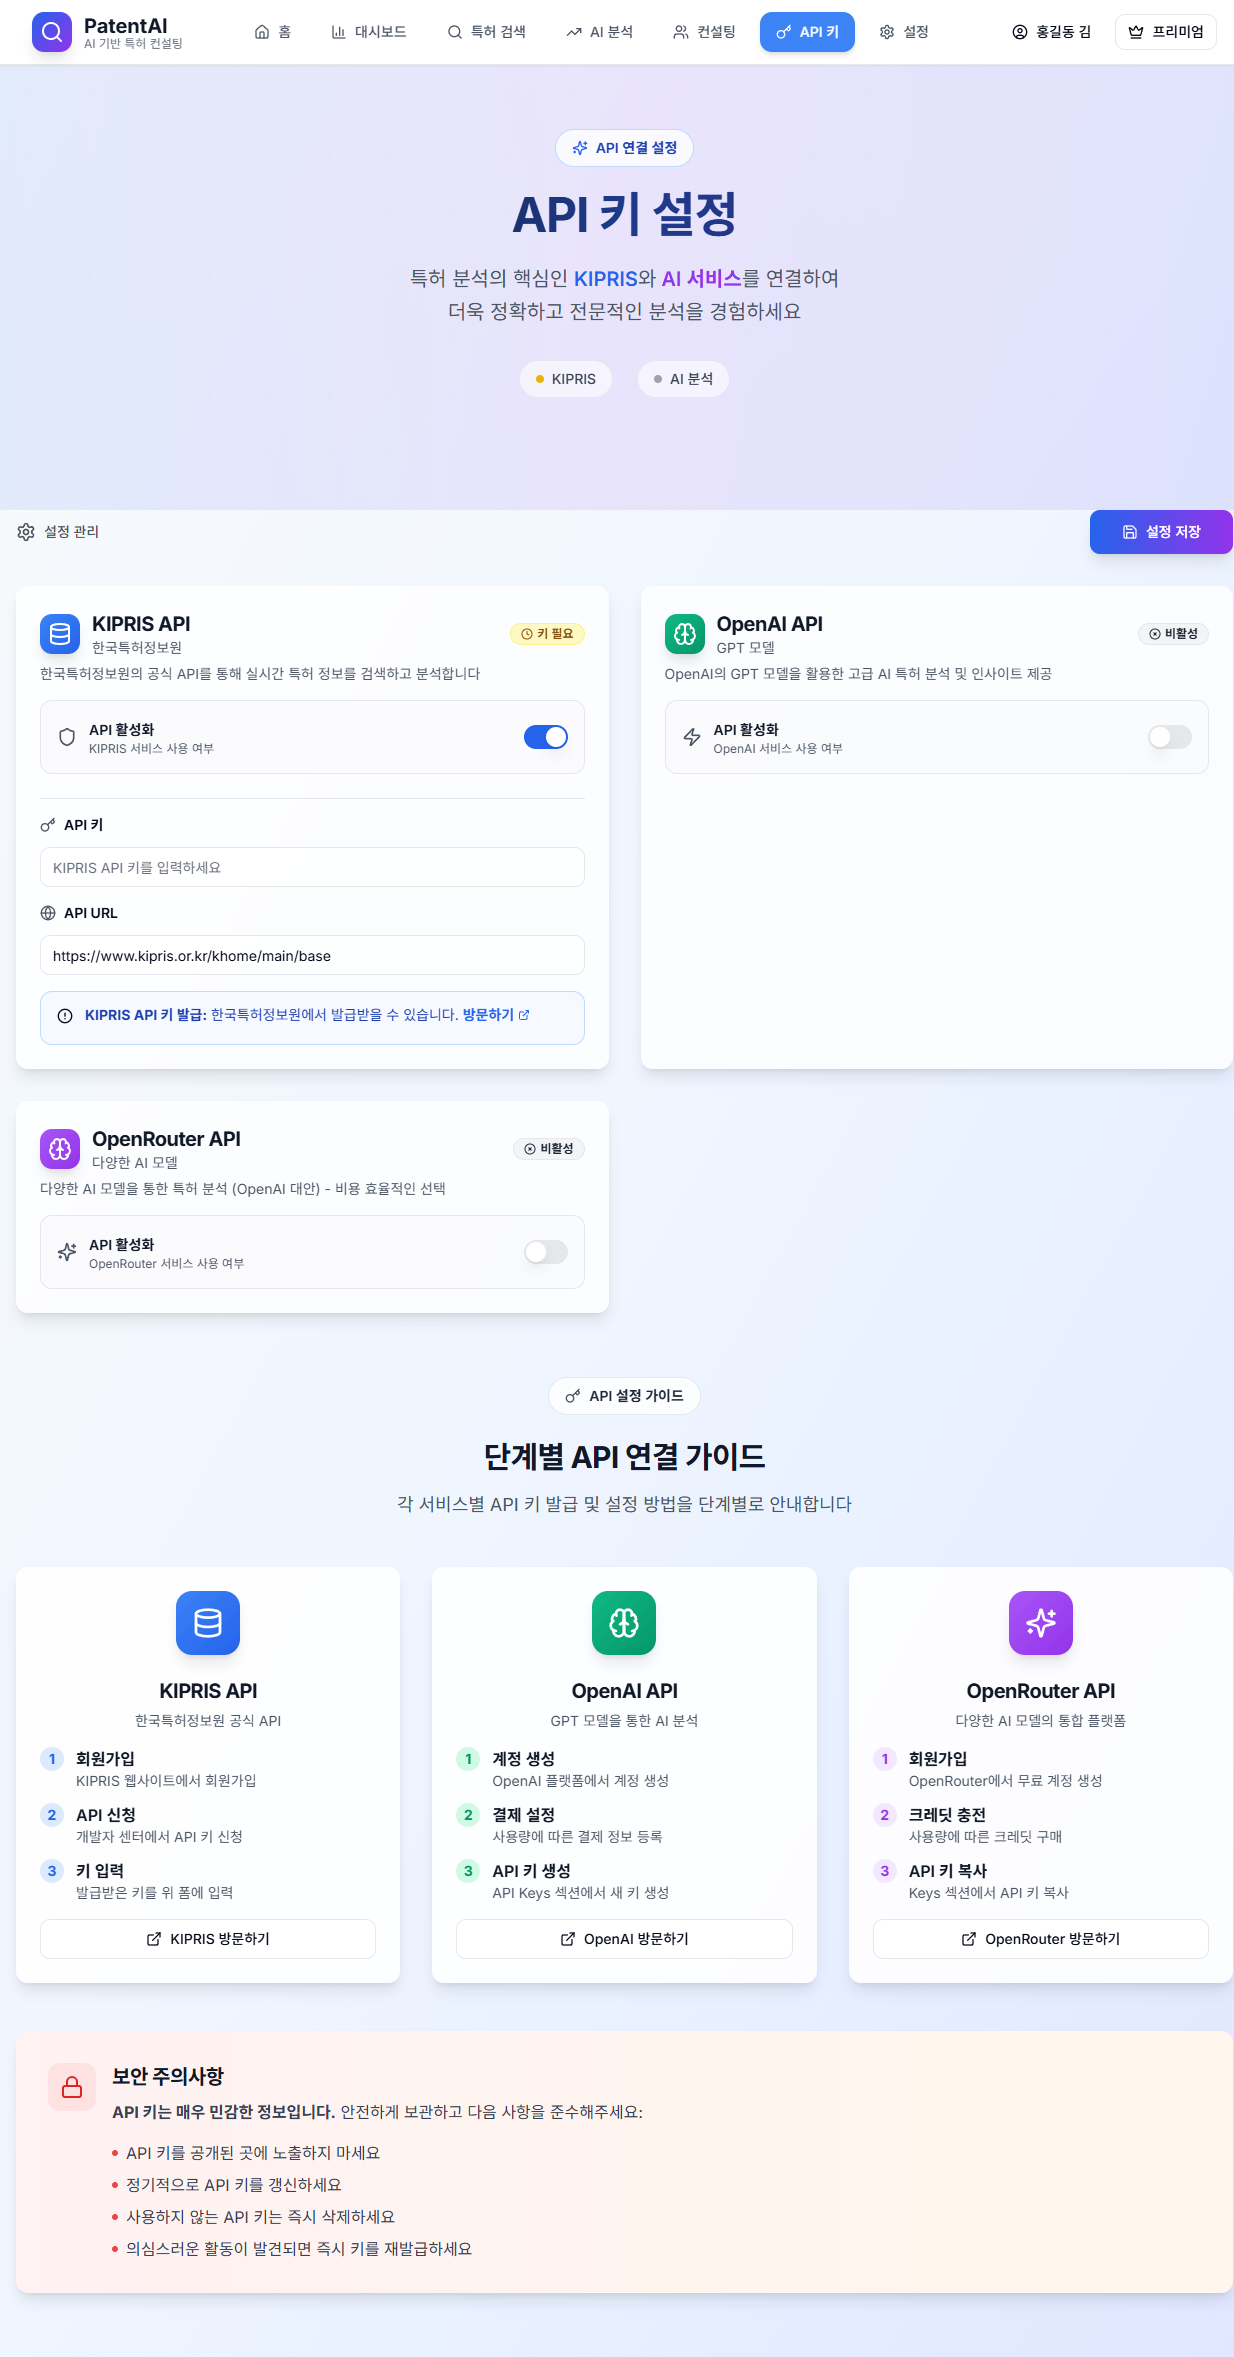 PatentAI
AI 기반 특허 컨설팅
홈
대시보드
특허 검색
AI 분석
컨설팅
API 키
설정
홍길동 김
프리미엄
API 연결 설정
API 키 설정
특허 분석의 핵심인 KIPRIS와 AI 서비스를 연결하여
더욱 정확하고 전문적인 분석을 경험하세요
KIPRIS
AI 분석
설정 관리
설정 저장
KIPRIS API
한국특허정보원
키 필요
한국특허정보원의 공식 API를 통해 실시간 특허 정보를 검색하고 분석합니다
API 활성화
KIPRIS 서비스 사용 여부
API 키
KIPRIS API 키를 입력하세요
API URL
https://www.kipris.or.kr/khome/main/base
KIPRIS API 키 발급: 한국특허정보원에서 발급받을 수 있습니다. 방문하기
OpenAI API
GPT 모델
비활성
OpenAI의 GPT 모델을 활용한 고급 AI 특허 분석 및 인사이트 제공
API 활성화
OpenAI 서비스 사용 여부
OpenRouter API
다양한 AI 모델
비활성
다양한 AI 모델을 통한 특허 분석 (OpenAI 대안) - 비용 효율적인 선택
API 활성화
OpenRouter 서비스 사용 여부
API 설정 가이드
단계별 API 연결 가이드
각 서비스별 API 키 발급 및 설정 방법을 단계별로 안내합니다
KIPRIS API
한국특허정보원 공식 API
1 회원가입
KIPRIS 웹사이트에서 회원가입
2 API 신청
개발자 센터에서 API 키 신청
3 키 입력
발급받은 키를 위 폼에 입력
KIPRIS 방문하기
OpenAI API
GPT 모델을 통한 AI 분석
1 계정 생성
OpenAI 플랫폼에서 계정 생성
2 결제 설정
사용량에 따른 결제 정보 등록
3 API 키 생성
API Keys 섹션에서 새 키 생성
OpenAI 방문하기
OpenRouter API
다양한 AI 모델의 통합 플랫폼
1 회원가입
OpenRouter에서 무료 계정 생성
2 크레딧 충전
사용량에 따른 크레딧 구매
3 API 키 복사
Keys 섹션에서 API 키 복사
OpenRouter 방문하기
보안 주의사항
API 키는 매우 민감한 정보입니다. 안전하게 보관하고 다음 사항을 준수해주세요:
API 키를 공개된 곳에 노출하지 마세요
정기적으로 API 키를 갱신하세요
사용하지 않는 API 키는 즉시 삭제하세요
의심스러운 활동이 발견되면 즉시 키를 재발급하세요